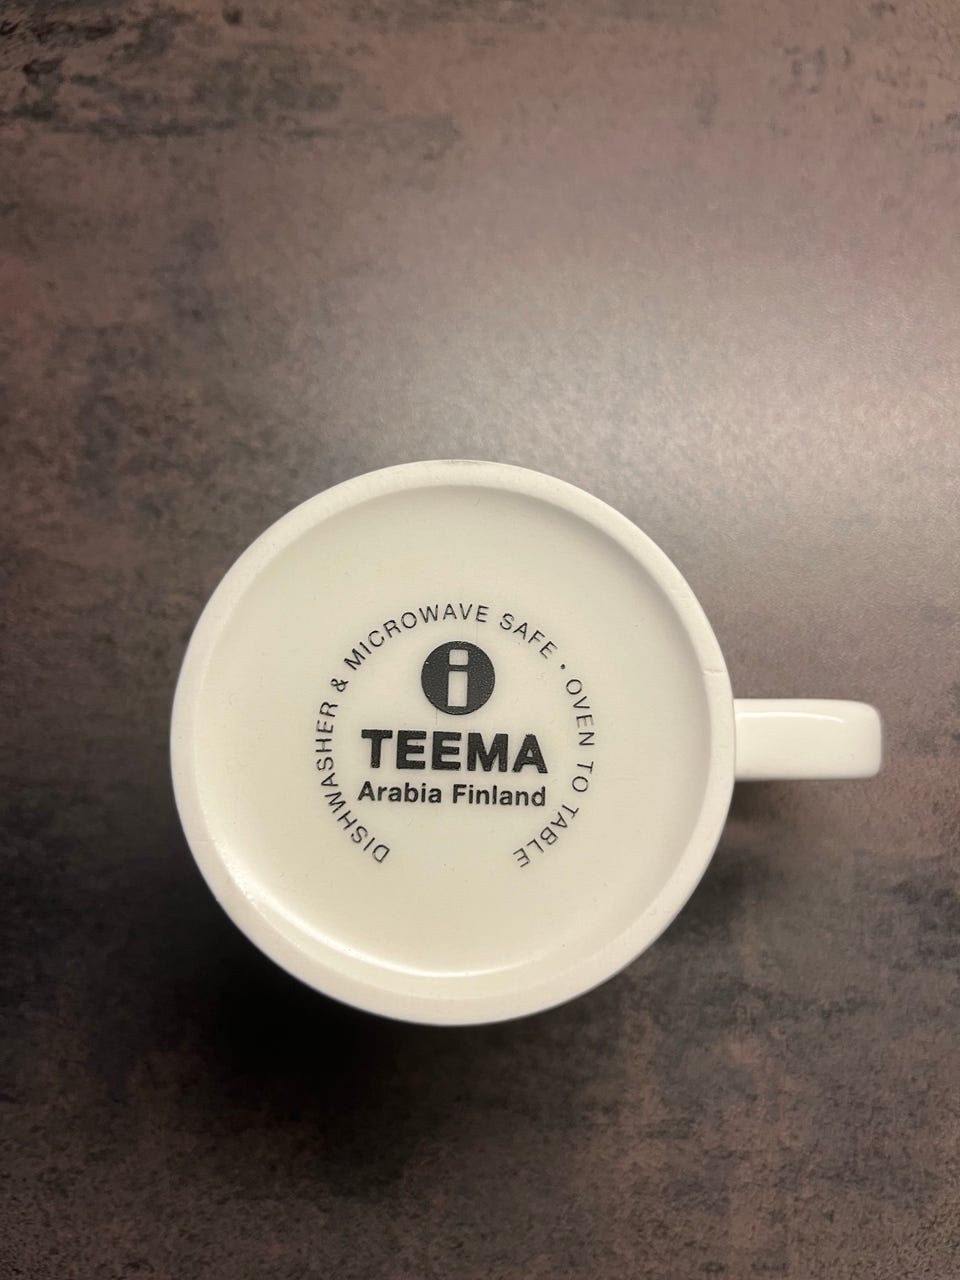 DISHWASHER & MICROWAVE SAFE · OVEN TO TABLE
i
TEEMA
Arabia Finland